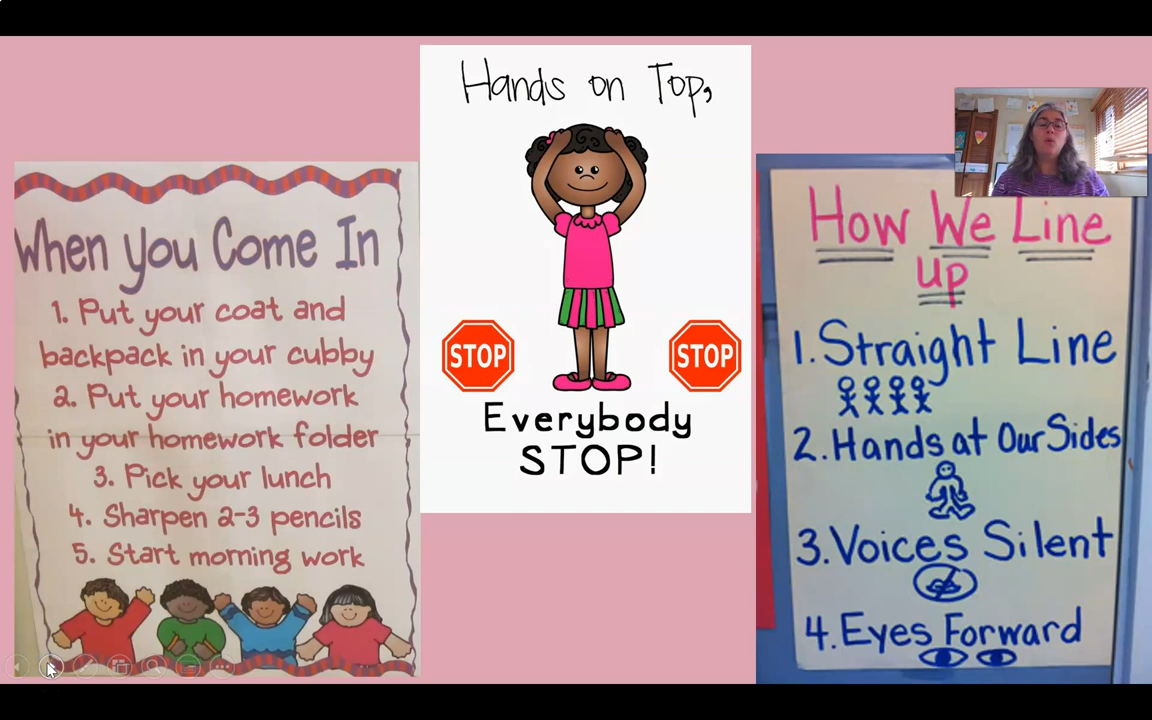 When you Come In
1. Put your coat and
backpack in your cubby
2. Put your homework
in your homework folder
3. Pick your lunch
4. Sharpen 2-3 pencils
5. Start morning work
Hands on Top,
STOP
STOP
Everybody
STOP!
How We Line
up
1. Straight Line
2. Hands at Our Sides
3. Voices Silent
4. Eyes Forward